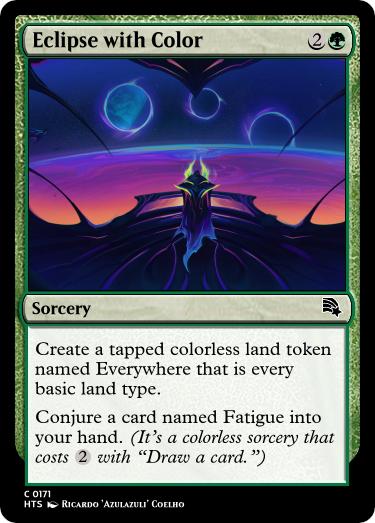 Eclipse with Color 2
Sorcery
Create a tapped colorless land token
named Everywhere that is every
basic land type.
Conjure a card named Fatigue into
your hand. (It's a colorless sorcery that
costs 2 with “Draw a card.”)
C 0171
HTS Ricardo 'Azulazuli' Coelho